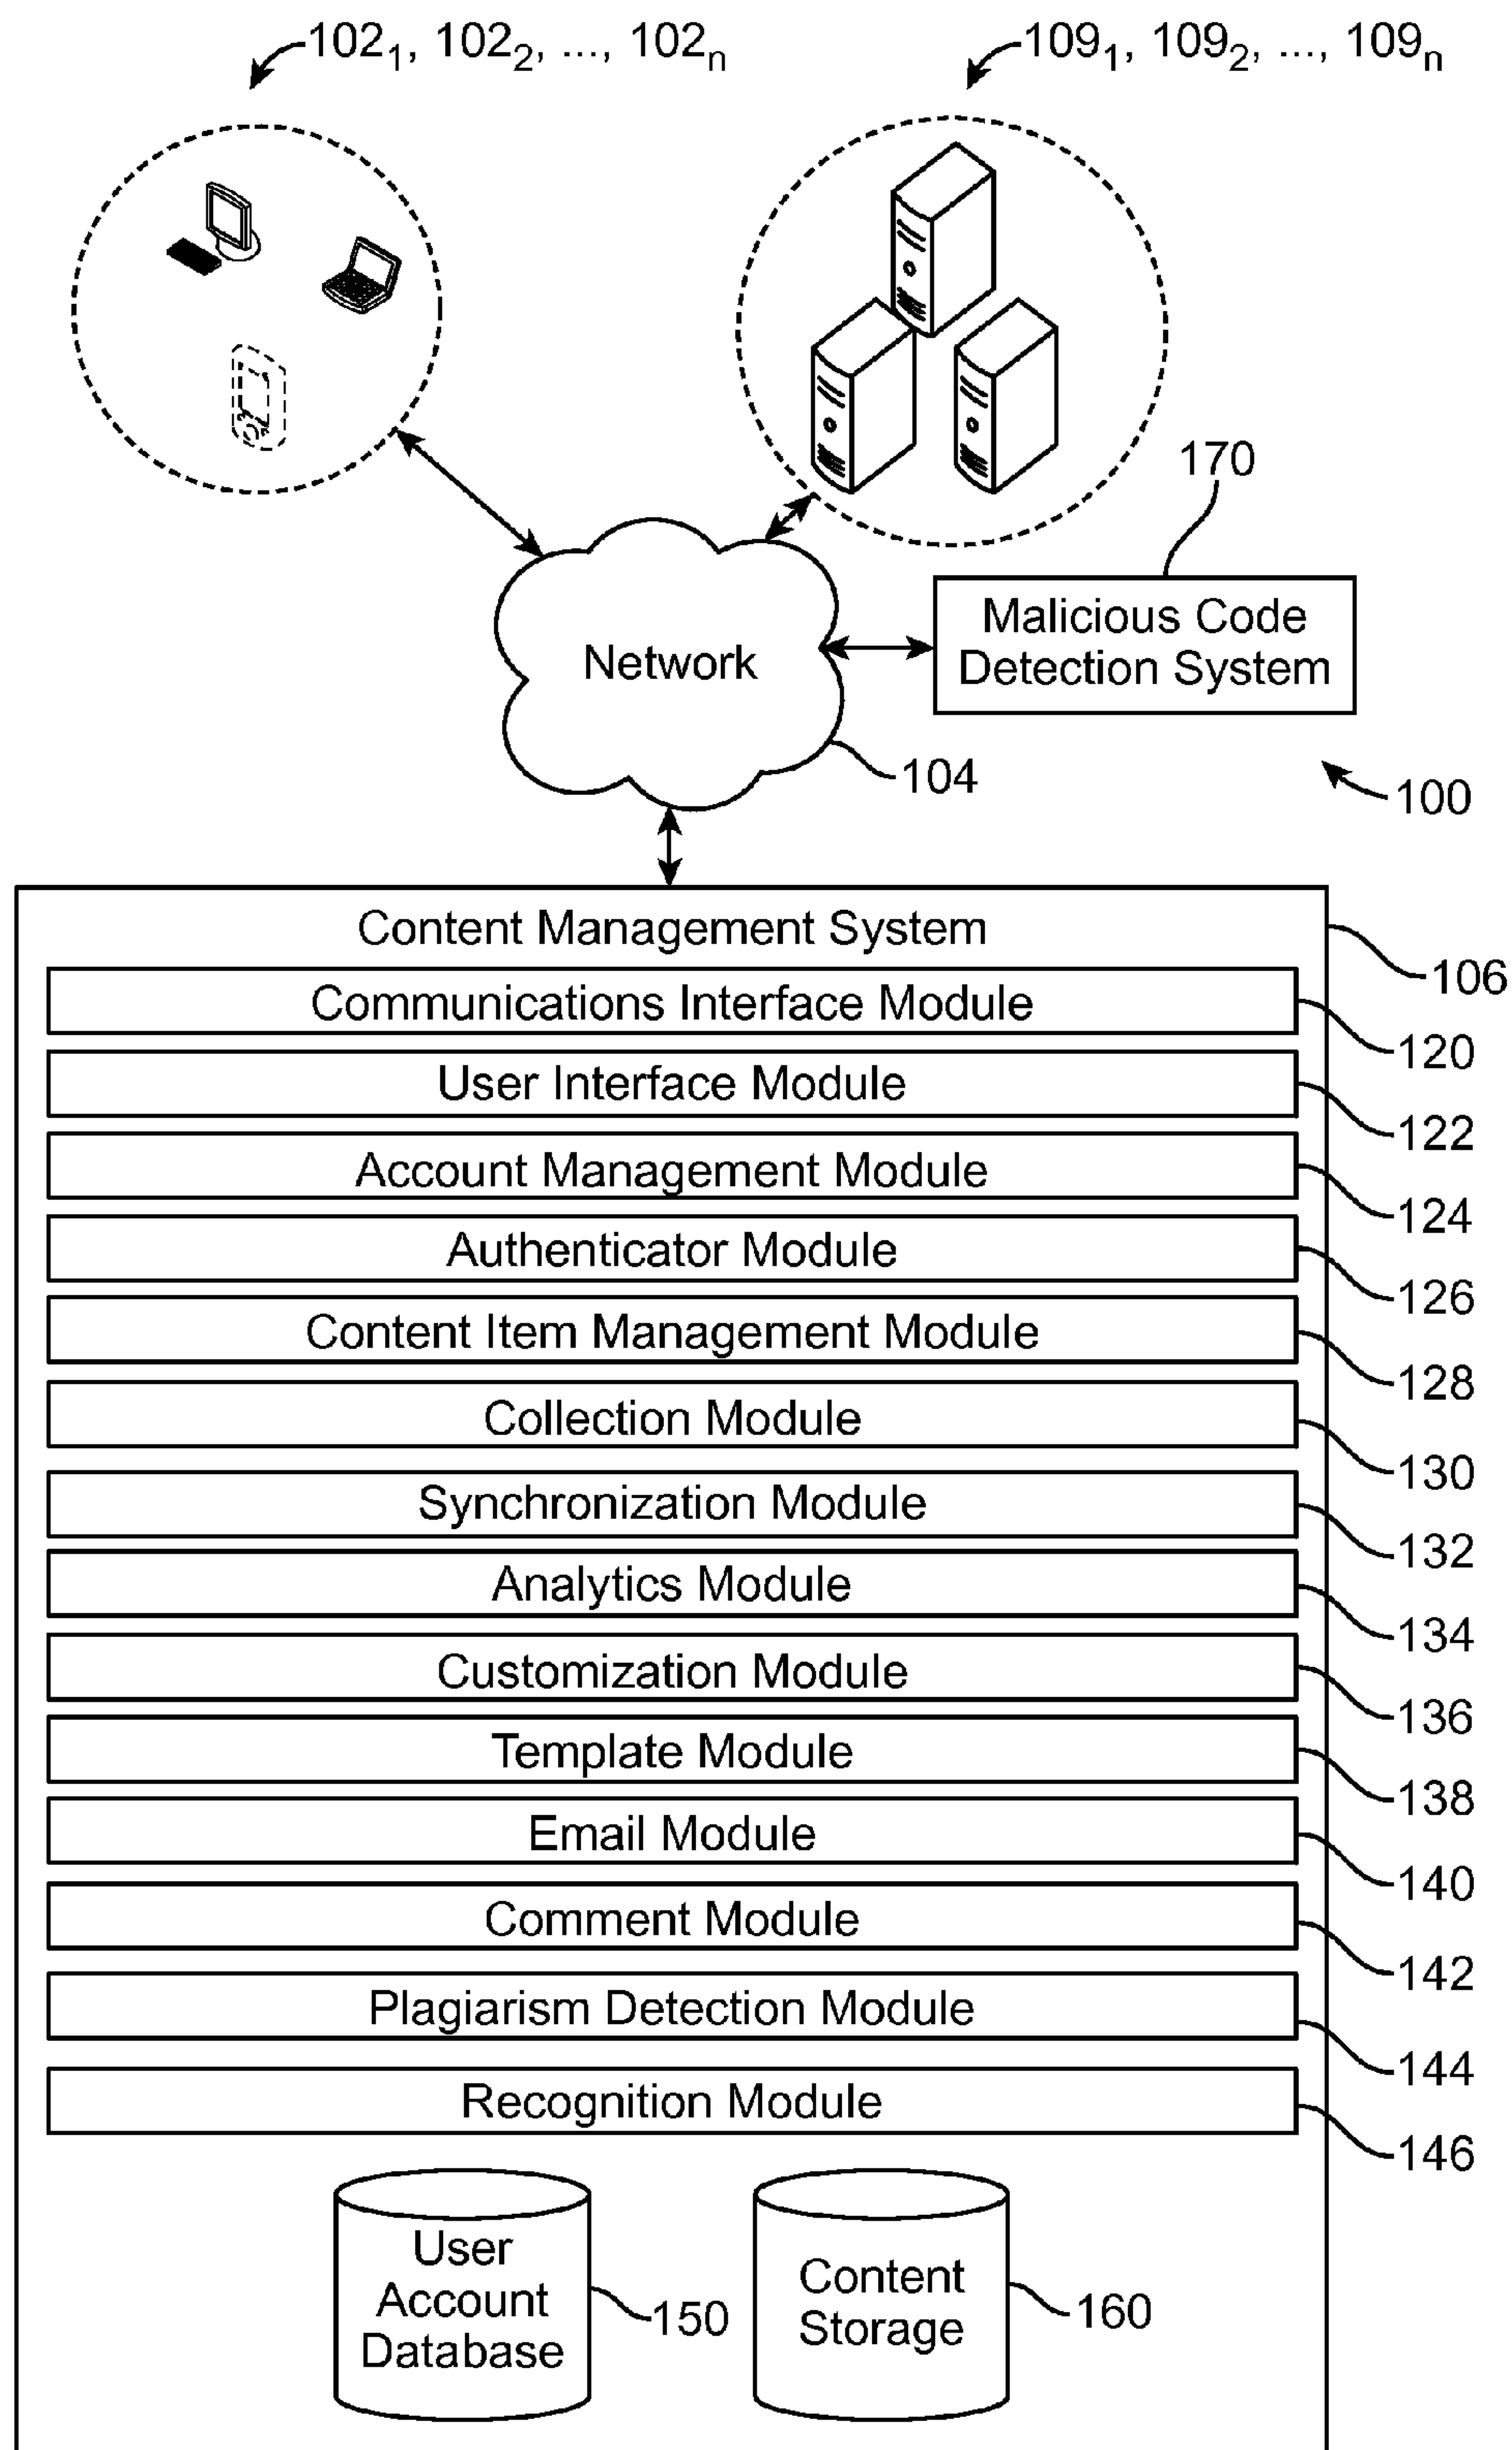 102₁, 102₂, ..., 102ₙ
109₁, 109₂, ..., 109ₙ
170
Malicious Code
Detection System
Network
104
100
Content Management System
106
Communications Interface Module
120
User Interface Module
122
Account Management Module
124
Authenticator Module
126
Content Item Management Module
128
Collection Module
130
Synchronization Module
132
Analytics Module
134
Customization Module
136
Template Module
138
Email Module
140
Comment Module
142
Plagiarism Detection Module
144
Recognition Module
146
User
Account
Database
150
Content
Storage
160